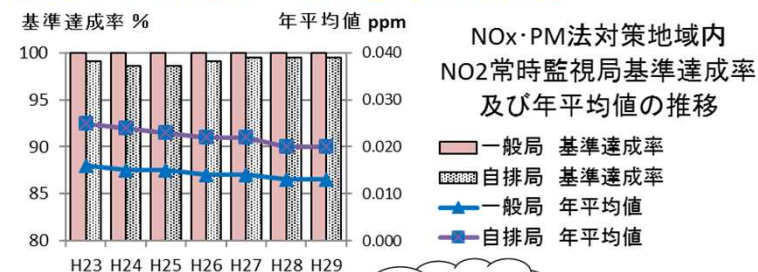 基準達成率 %
年平均値 ppm
100
95
90
85
80
0.040
0.030
0.020
0.010
0.000
H23 H24 H25 H26 H27 H28 H29
NOx･PM法対策地域内
NO2常時監視局基準達成率
及び年平均値の推移
一般局 基準達成率
自排局 基準達成率
一般局 年平均値
自排局 年平均値